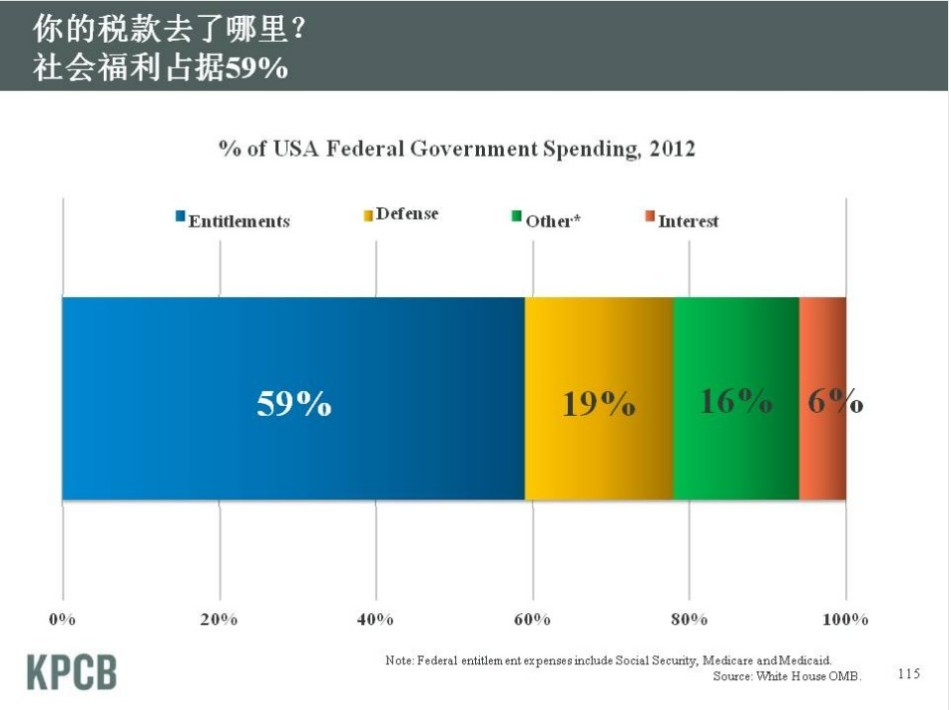 你的税款去了哪里？
社会福利占据59%
% of USA Federal Government Spending, 2012
Entitlements Defense Other* Interest
59% 19% 16% 6%
0% 20% 40% 60% 80% 100%
KPCB
Note: Federal entitlement expenses include Social Security, Medicare and Medicaid.
Source: White House OMB.
115